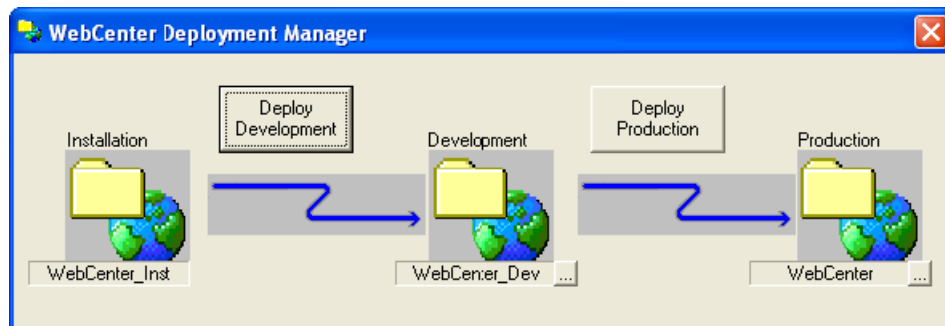 WebCenter Deployment Manager
Deploy
Development
Deploy
Production
Installation
Development
Production
WebCenter_Inst
WebCenter_Dev
...
WebCenter
...